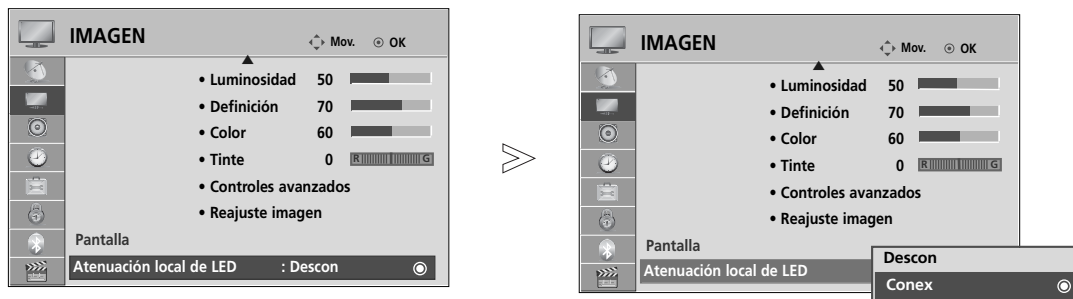 IMAGEN
Mov. OK
• Luminosidad 50
• Definición 70
• Color 60
• Tinte 0 R G
• Controles avanzados
• Reajuste imagen
Pantalla
Atenuación local de LED : Descon
IMAGEN
Mov. OK
• Luminosidad 50
• Definición 70
• Color 60
• Tinte 0 R G
• Controles avanzados
• Reajuste imagen
Pantalla
Atenuación local de LED
Descon
Conex